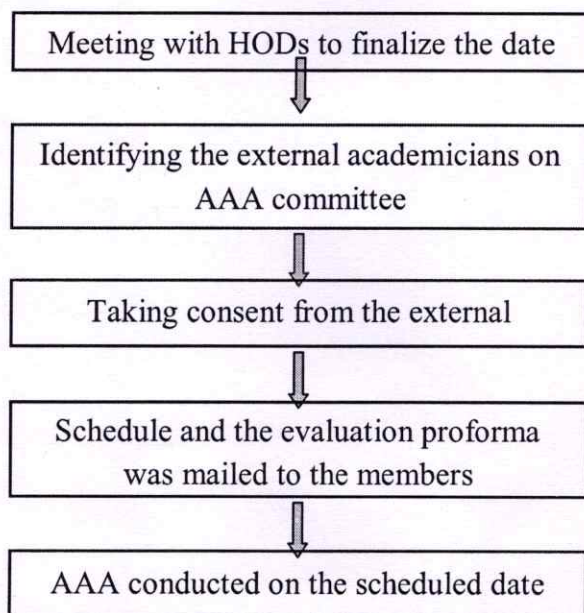 Meeting with HODs to finalize the date
Identifying the external academicians on
AAA committee
Taking consent from the external
Schedule and the evaluation proforma
was mailed to the members
AAA conducted on the scheduled date